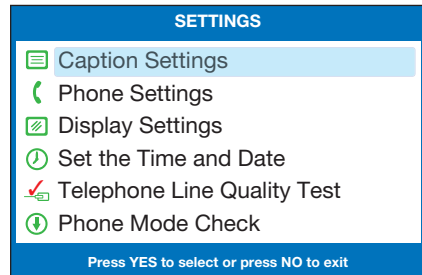 SETTINGS
Caption Settings
Phone Settings
Display Settings
Set the Time and Date
Telephone Line Quality Test
Phone Mode Check
Press YES to select or press NO to exit